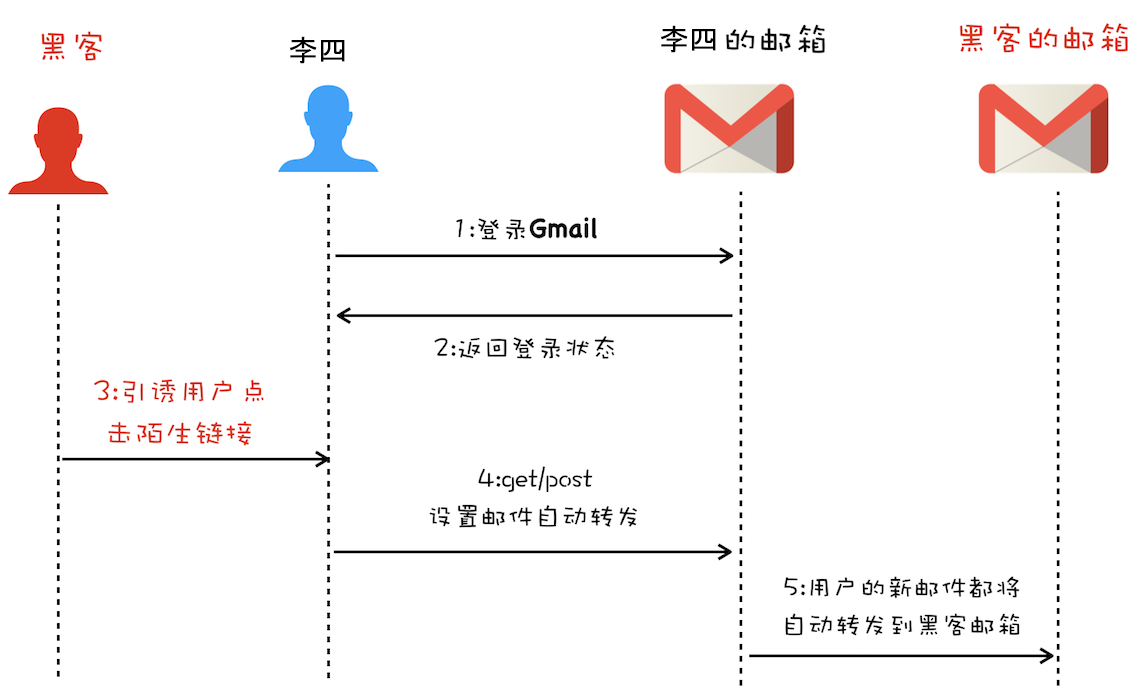 黑客
李四
李四的邮箱
黑客的邮箱
1:登录Gmail
2:返回登录状态
3:引诱用户点
击陌生链接
4:get/post
设置邮件自动转发
5:用户的新邮件都将
自动转发到黑客邮箱